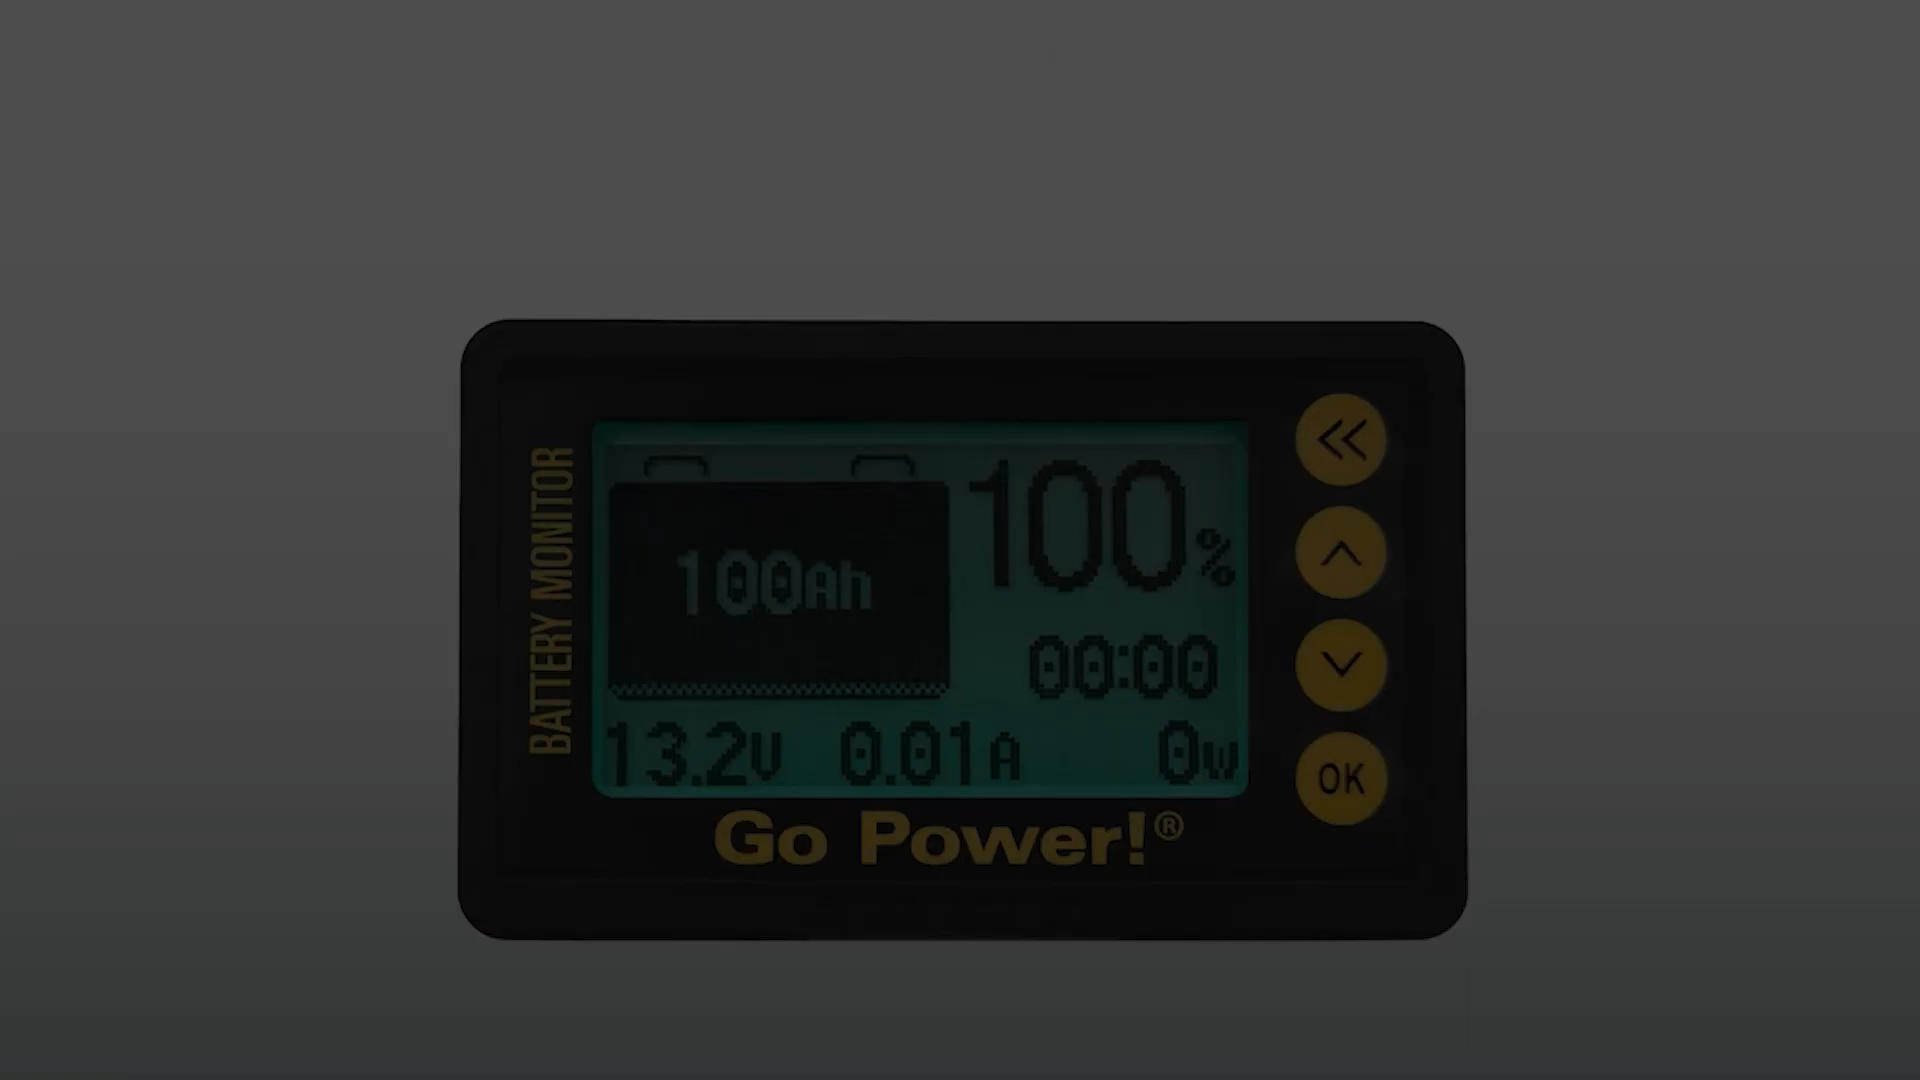 BATTERY MONITOR
100Ah
100%
00:00
13.2V 0.01A 0W
Go Power!®
OK